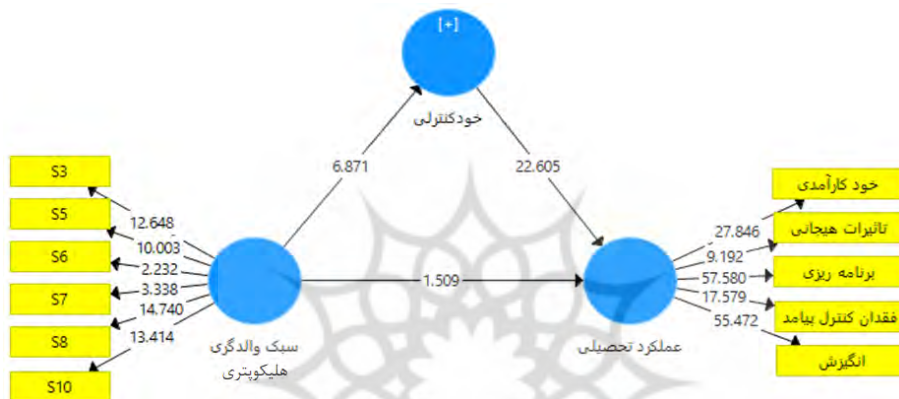 [+]
خودکنترلی
6.871
22.605
S3
S5
S6
S7
S8
S10
12.648
10.003
2.232
3.338
14.740
13.414
سبک والدگری
هلیکوپتری
1.509
عملکرد تحصیلی
27.846
9.192
57.580
17.579
55.472
خود کارآمدی
تاثیرات هیجانی
برنامه ریزی
فقدان کنترل پیامد
انگیزش